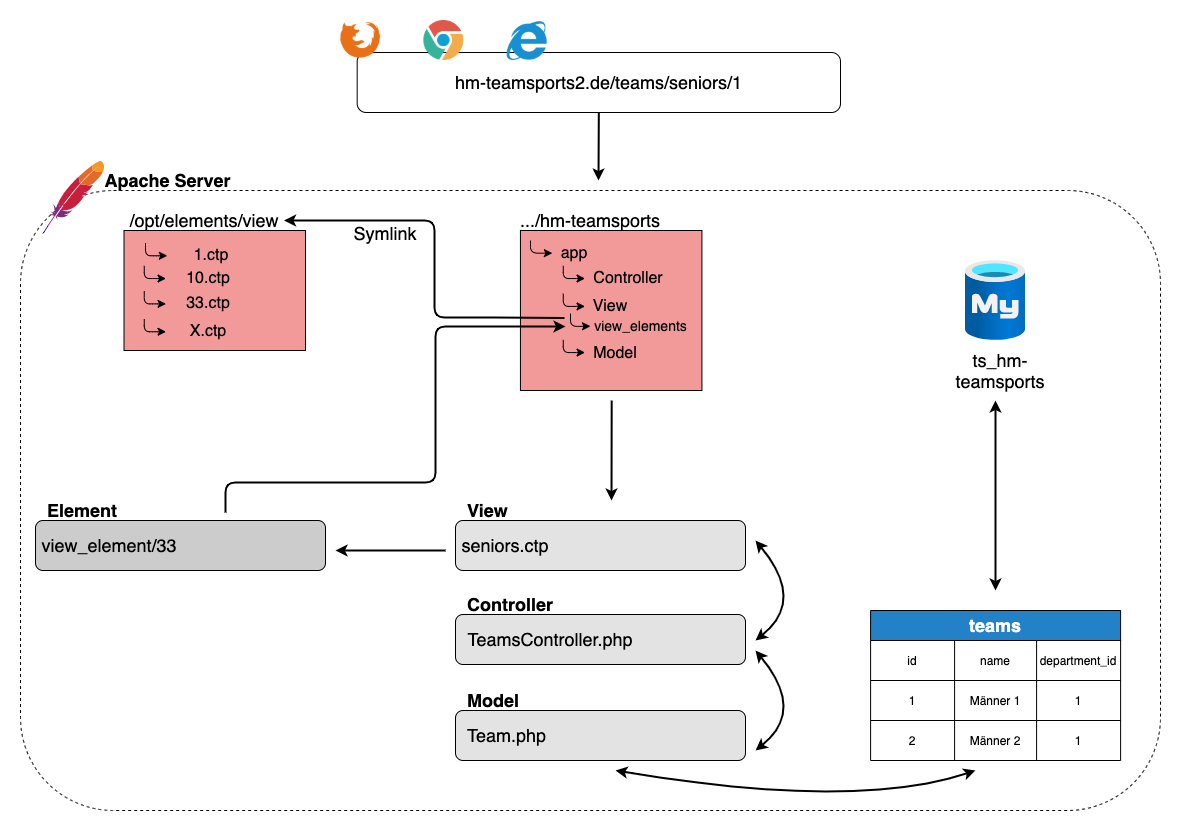 hm-teamsports2.de/teams/seniors/1
Apache Server
/opt/elements/view
1.ctp
10.ctp
33.ctp
X.ctp
Symlink
.../hm-teamsports
app
Controller
View
view_elements
Model
My
ts_hm-
teamsports
Element
view_element/33
View
seniors.ctp
Controller
TeamsController.php
Model
Team.php
teams
id name department_id
1 Männer 1 1
2 Männer 2 1